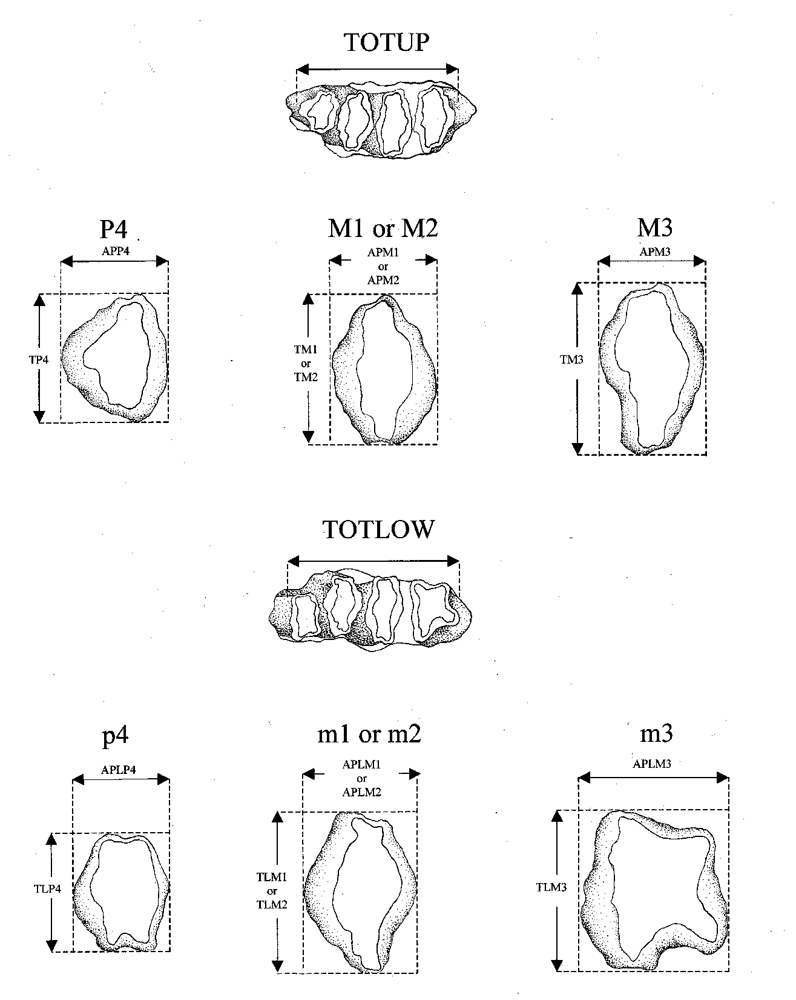 TOTUP
P4
APP4
TP4
M1 or M2
APM1
or
APM2
TM1
or
TM2
M3
APM3
TM3
TOTLOW
p4
APLP4
TLP4
m1 or m2
APLM1
or
APLM2
TLM1
or
TLM2
m3
APLM3
TLM3